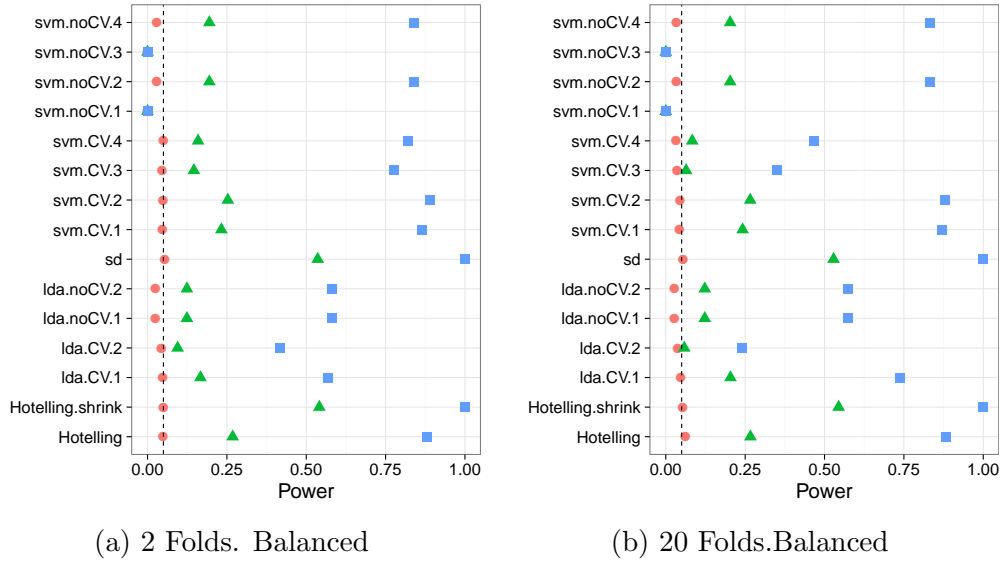 svm.noCV.4
svm.noCV.3
svm.noCV.2
svm.noCV.1
svm.CV.4
svm.CV.3
svm.CV.2
svm.CV.1
sd
lda.noCV.2
lda.noCV.1
lda.CV.2
lda.CV.1
Hotelling.shrink
Hotelling
0.00 0.25 0.50 0.75 1.00
Power
(a) 2 Folds. Balanced
svm.noCV.4
svm.noCV.3
svm.noCV.2
svm.noCV.1
svm.CV.4
svm.CV.3
svm.CV.2
svm.CV.1
sd
lda.noCV.2
lda.noCV.1
lda.CV.2
lda.CV.1
Hotelling.shrink
Hotelling
0.00 0.25 0.50 0.75 1.00
Power
(b) 20 Folds.Balanced